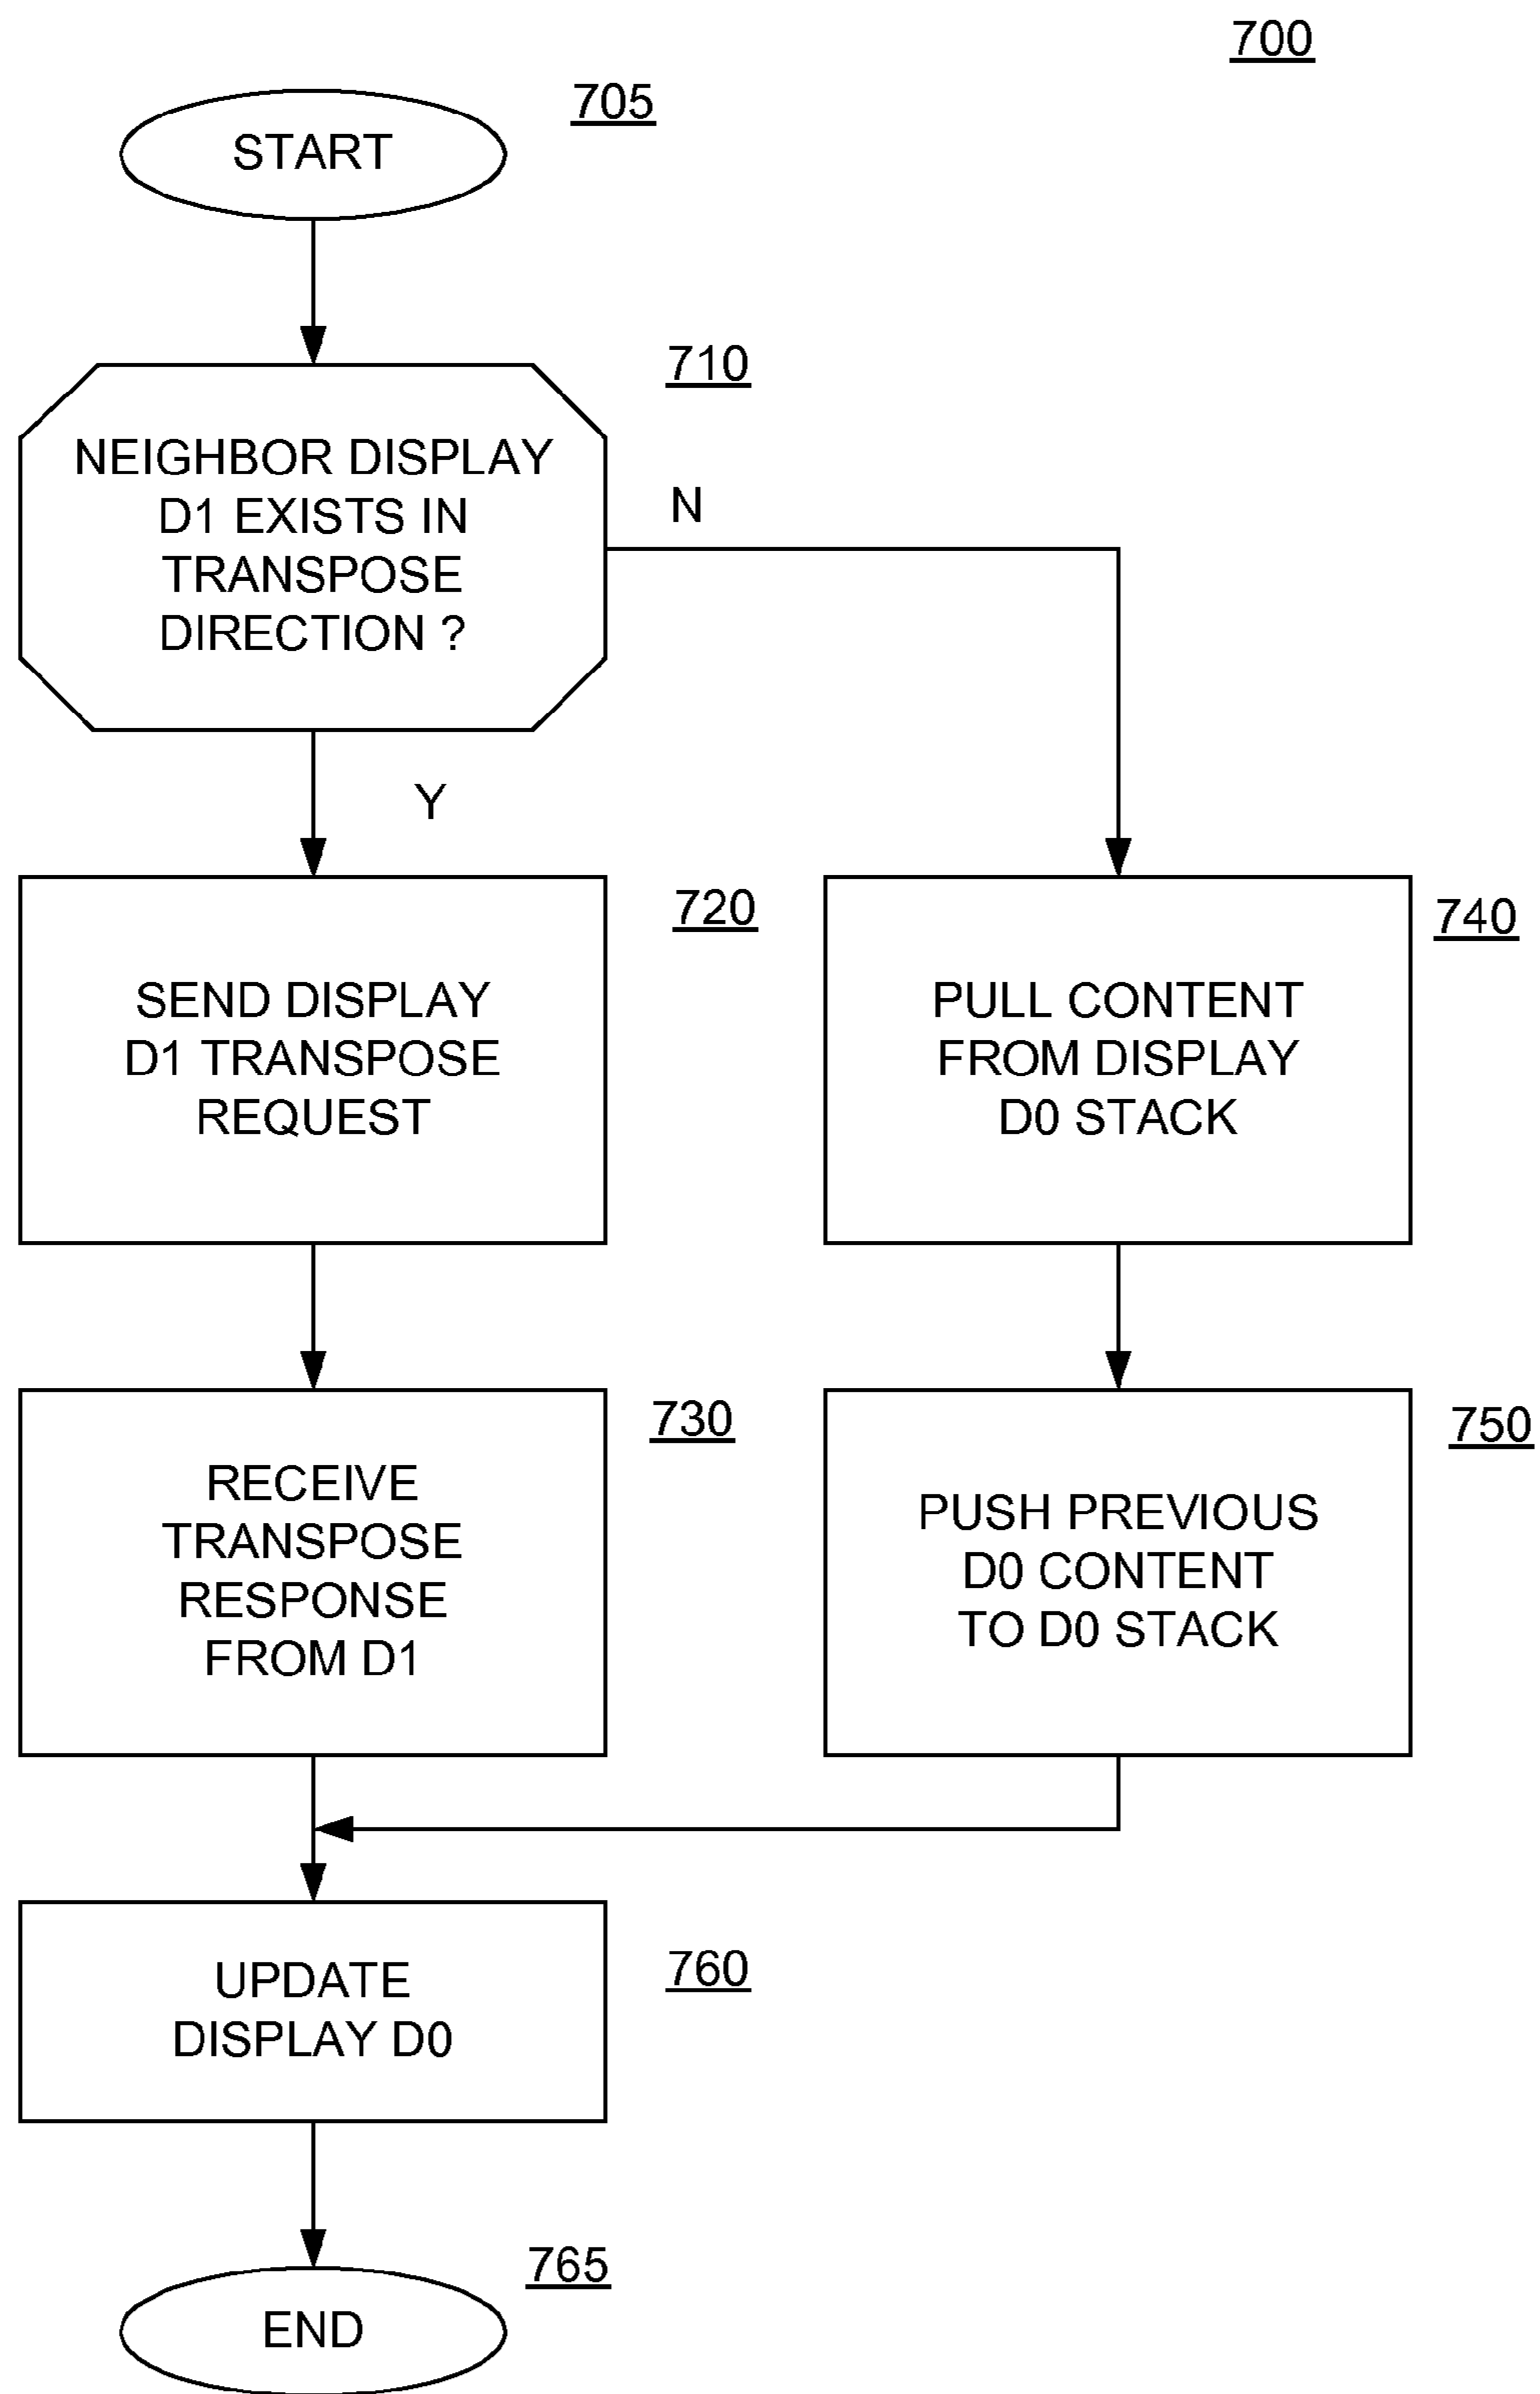 700
705
START
710
NEIGHBOR DISPLAY
D1 EXISTS IN
TRANSPOSE
DIRECTION ?
N
Y
720
SEND DISPLAY
D1 TRANSPOSE
REQUEST
740
PULL CONTENT
FROM DISPLAY
D0 STACK
730
RECEIVE
TRANSPOSE
RESPONSE
FROM D1
750
PUSH PREVIOUS
D0 CONTENT
TO D0 STACK
760
UPDATE
DISPLAY D0
765
END